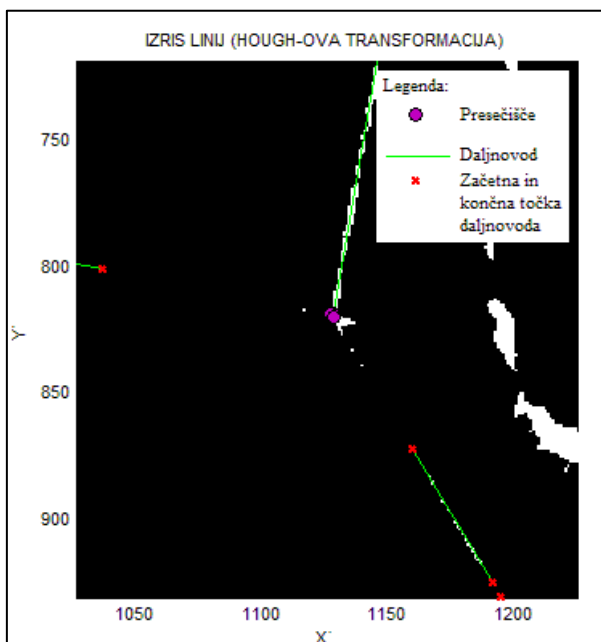 IZRIS LINIJ (HOUGH-OVA TRANSFORMACIJA)
Legenda:
Presečišče
Daljnovod
Začetna in
končna točka
daljnovoda
750
800
850
900
Y'
1050 1100 1150 1200
X'